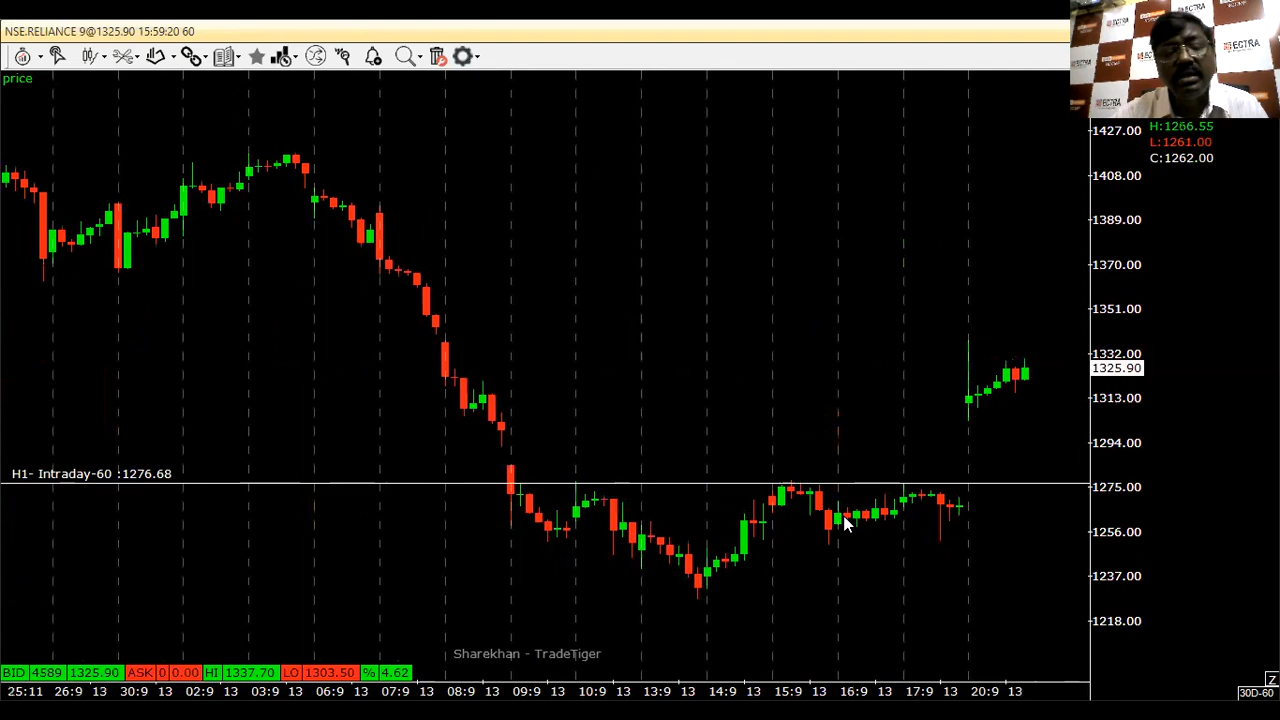 NSE.RELIANCE 9@1325.90 15:59:20 60
price
ECTRA
ECTRA
ECTRA
H:1266.55
L:1261.00
C:1262.00
1427.00
1408.00
1389.00
1370.00
1351.00
1332.00
1325.90
1313.00
1294.00
H1- Intraday-60 :1276.68
1275.00
1256.00
1237.00
1218.00
Sharekhan - TradeTiger
BID 4589 1325.90 ASK 0 0.00 HI 1337.70 LO 1303.50 % 4.62
25:11 26:9 13 30:9 13 02:9 13 03:9 13 06:9 13 07:9 13 08:9 13 09:9 13 10:9 13 13:9 13 14:9 13 15:9 13 16:9 13 17:9 13 20:9 13
Z
30D-60